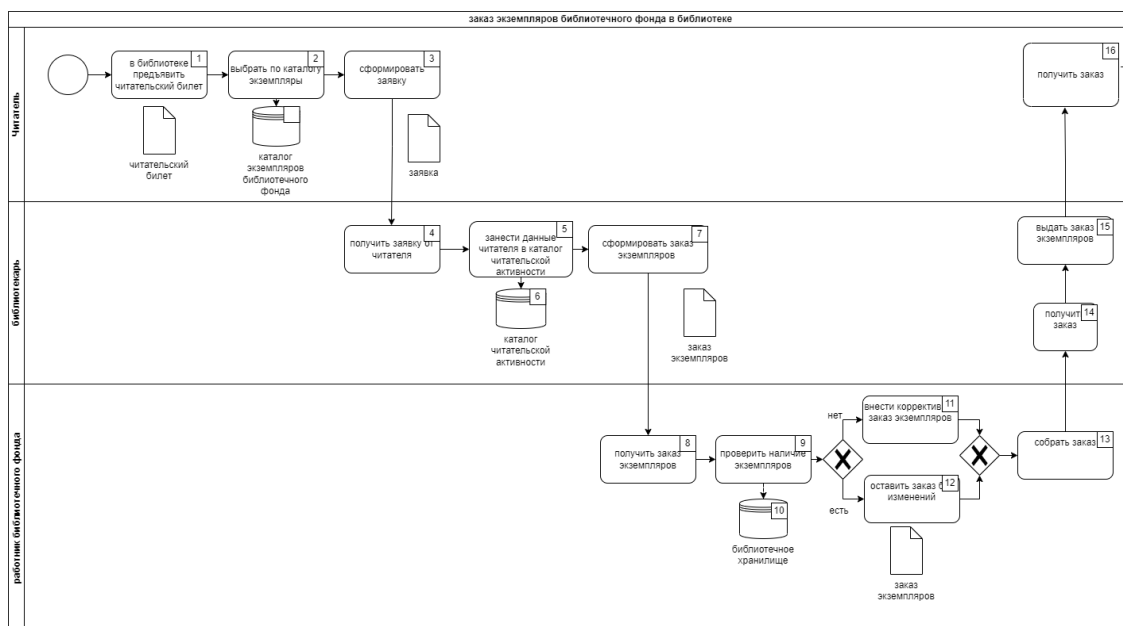 заказ экземпляров библиотечного фонда в библиотеке
Читатель
1
в библиотеке
предъявить
читательский билет
2
выбрать по каталогу
экземпляры
3
сформировать
заявку
16
получить заказ
читательский
билет
каталог
экземпляров
библиотечного
фонда
заявка
библиотекарь
4
получить заявку от
читателя
5
занести данные
читателя в каталог
читательской
активности
7
сформировать заказ
экземпляров
15
выдать заказ
экземпляров
6
каталог
читательской
активности
заказ
экземпляров
14
заказ
работник библиотечного фонда
8
получить заказ
экземпляров
9
проверить наличие
экземпляров
нет
11
внести
заказ экземпляров
есть
12
оставить заказ
изменений
13
собрать заказ
10
библиотечное
хранилище
заказ
экземпляров